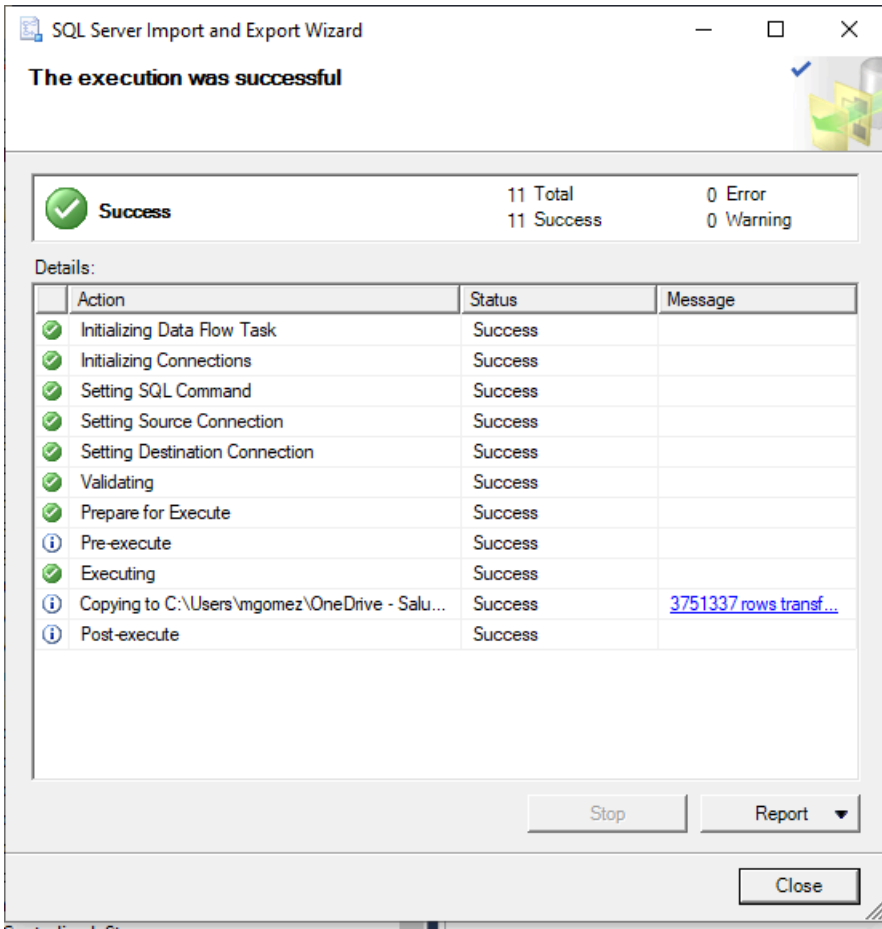 SQL Server Import and Export Wizard
The execution was successful
Success 11 Total 0 Error
11 Success 0 Warning
Details:
Action Status Message
Initializing Data Flow Task Success
Initializing Connections Success
Setting SQL Command Success
Setting Source Connection Success
Setting Destination Connection Success
Validating Success
Prepare for Execute Success
Pre-execute Success
Executing Success
Copying to C:\Users\mgomez\OneDrive - Salu... Success 3751337 rows transf...
Post-execute Success
Stop Report
Close